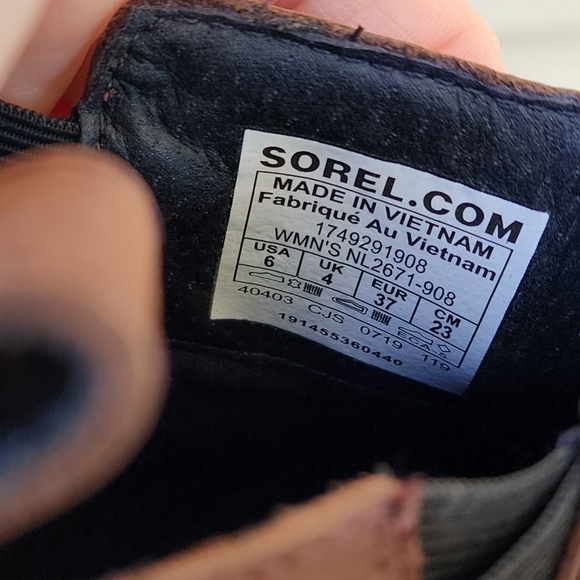 SOREL.COM
MADE IN VIETNAM
Fabriqué Au Vietnam
1749291908
WMN'S NL2671-908
USA UK EUR CM
6 4 37 23
40403 CJS 0719 119
191455360440